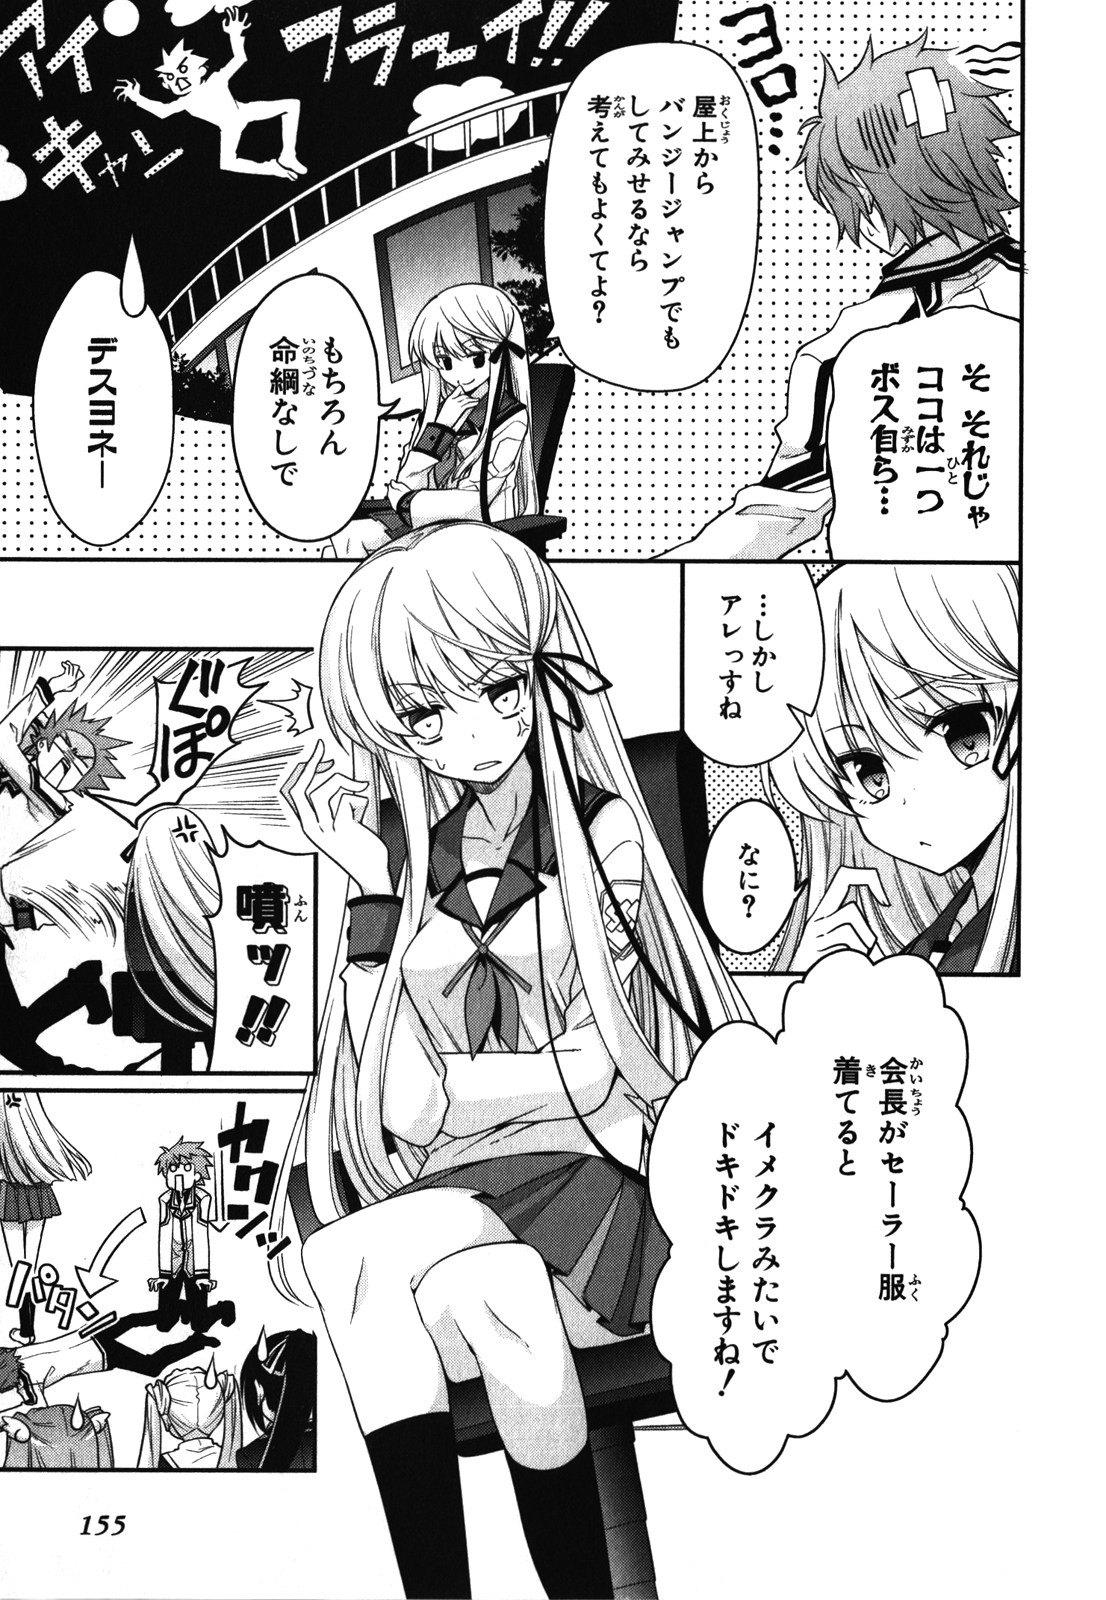 ヨロ…
そ それじゃ
ココは一つ
ボス自ら…
屋上から
バンジージャンプでも
してみせるなら
考えてもよくてよ?
もちろん
命綱なしで
アイ
キャン
フラーイ!!
デスヨネー
…しかし
アレっすね
なに?
会長がセーラー服
着てると
イメクラみたいで
ドキドキしますね!
噴ッ!!
ぐぽっ
カクンッ
パタン
155